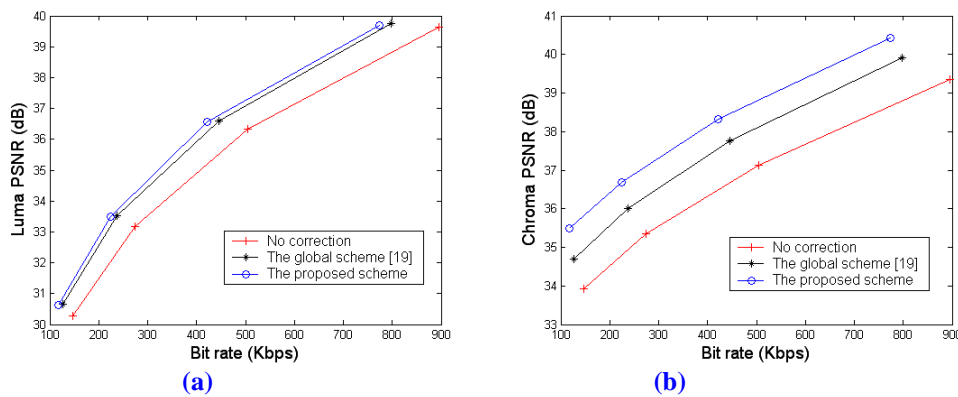 40
39
38
37
36
35
34
33
32
31
30
100 200 300 400 500 600 700 800 900
Luma PSNR (dB)
Bit rate (Kbps)
No correction
The global scheme [19]
The proposed scheme
(a)
41
40
39
38
37
36
35
34
33
100 200 300 400 500 600 700 800 900
Chroma PSNR (dB)
Bit rate (Kbps)
No correction
The global scheme [19]
The proposed scheme
(b)